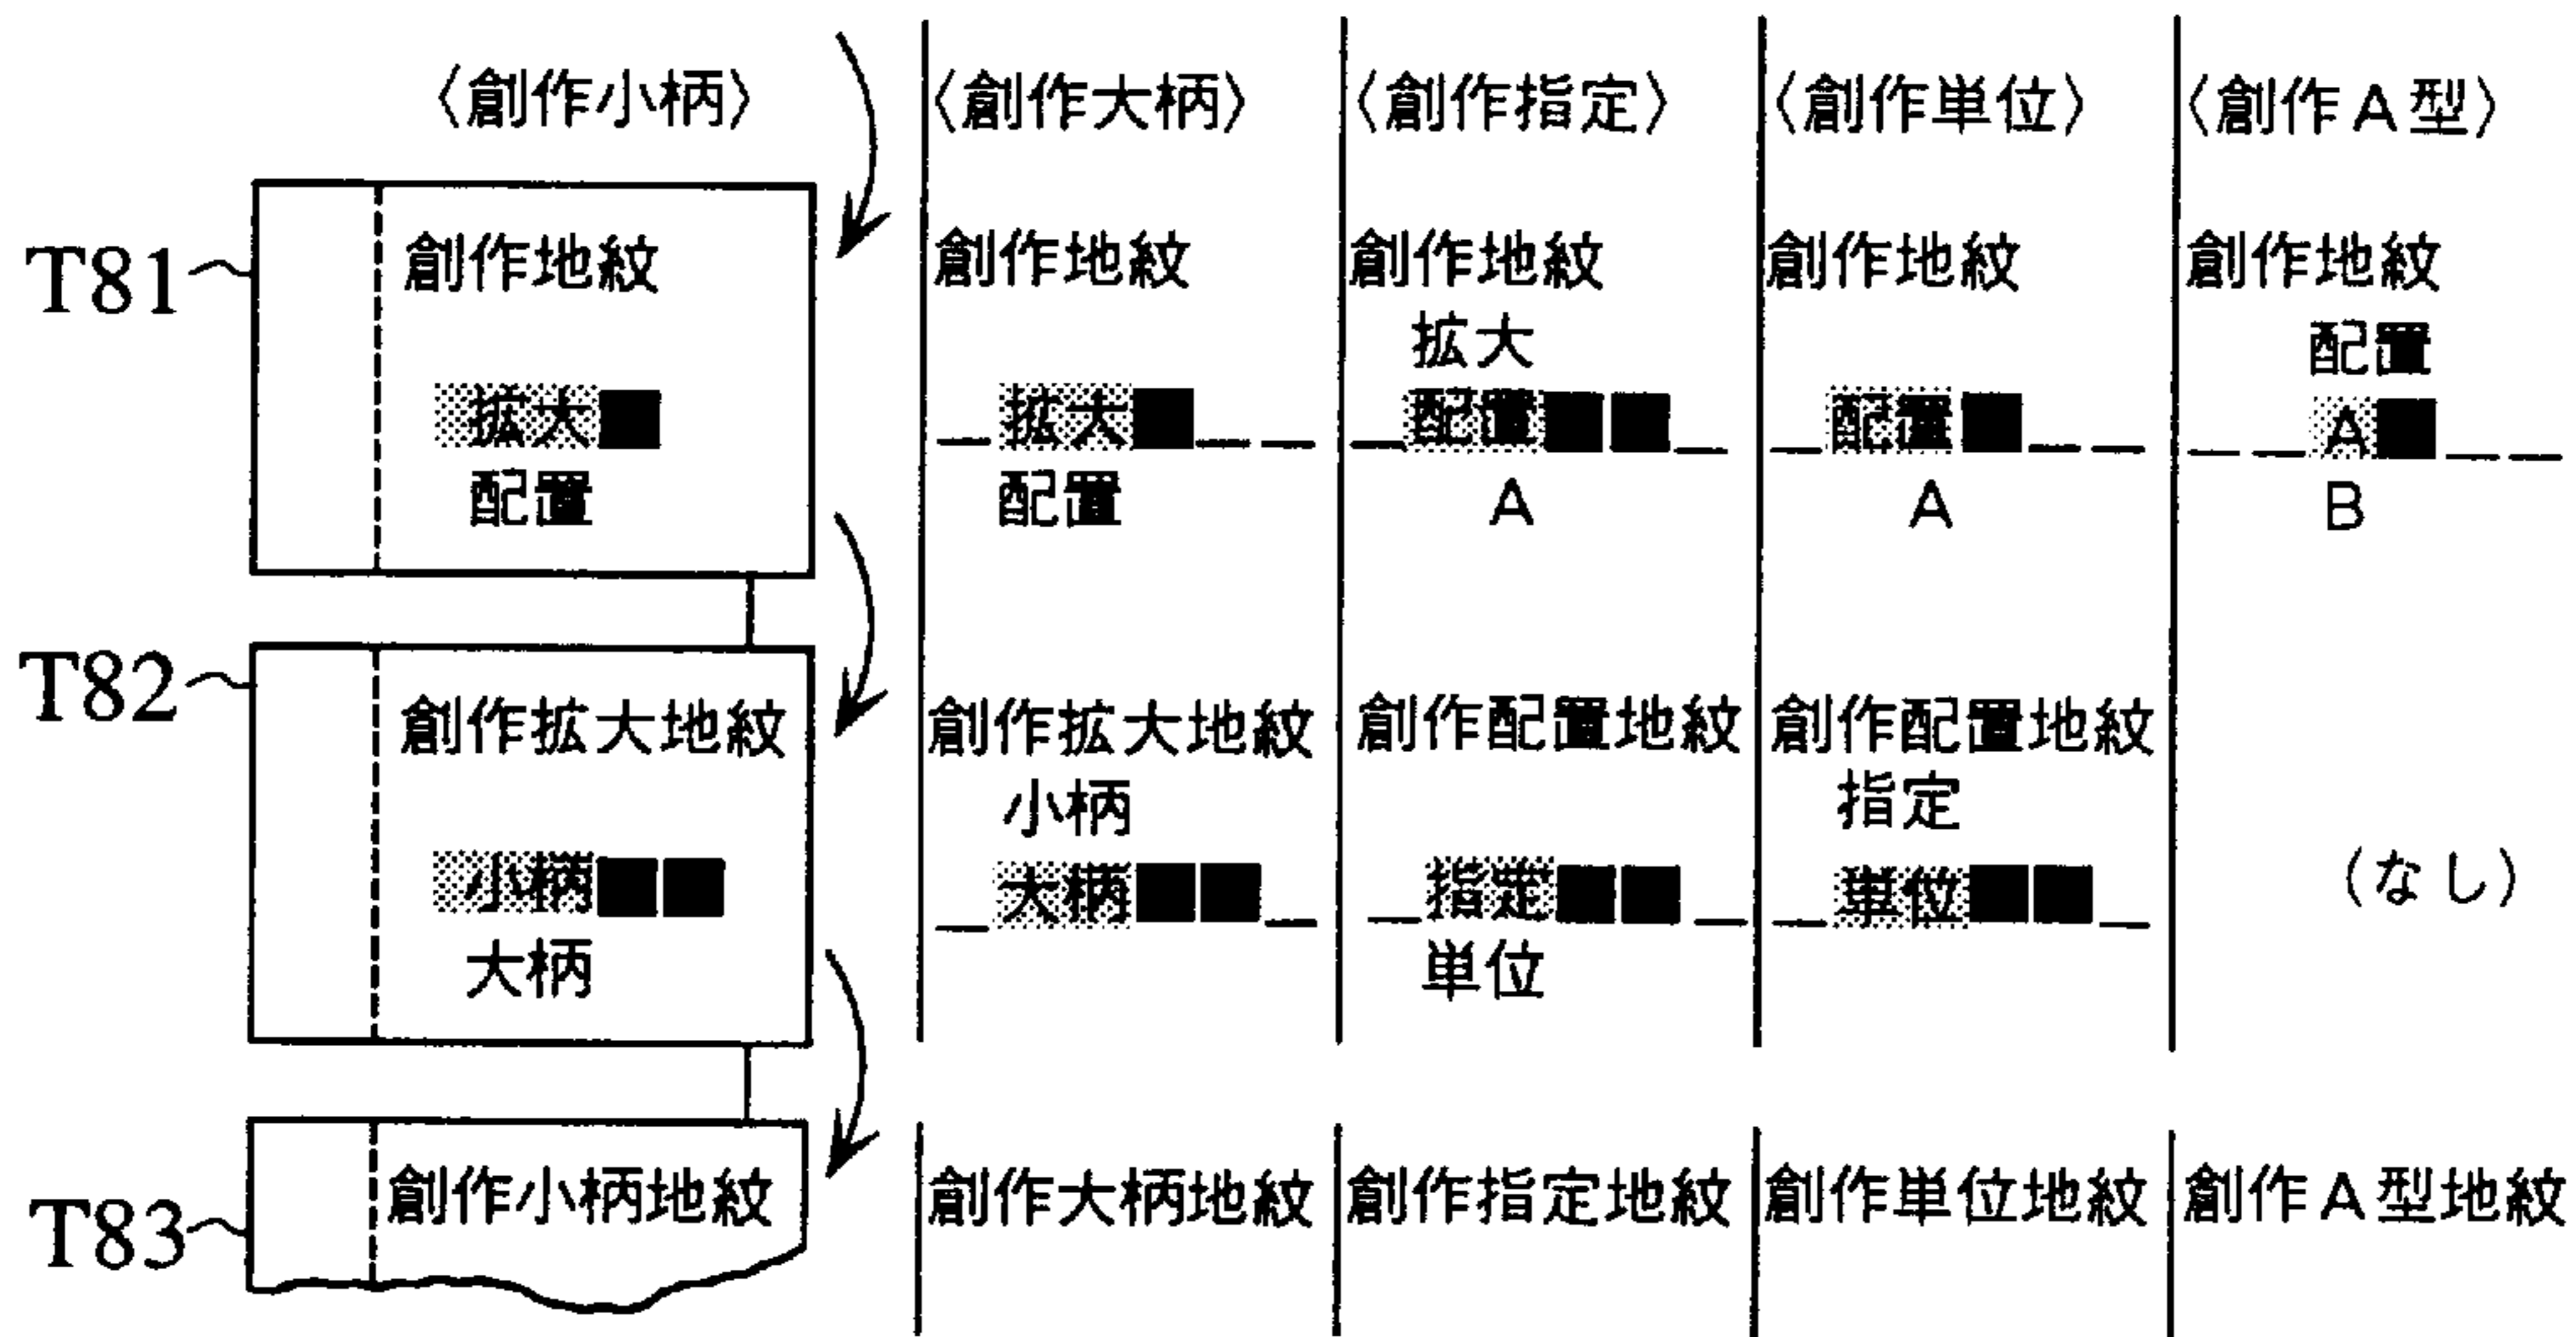 〈創作小柄〉 〈創作大柄〉 〈創作指定〉 〈創作単位〉 〈創作A型〉
T81 創作地紋 創作地紋 創作地紋 創作地紋 創作地紋
拡大 配置
拡大■ 拡大■ 配置■■ 配置■ A■
配置 配置 A A B
T82 創作拡大地紋 創作拡大地紋 創作配置地紋 創作配置地紋
小柄 指定
小柄■■ 大柄■■ 指定■■ 単位■■ (なし)
大柄 単位
T83 創作小柄地紋 創作大柄地紋 創作指定地紋 創作単位地紋 創作A型地紋